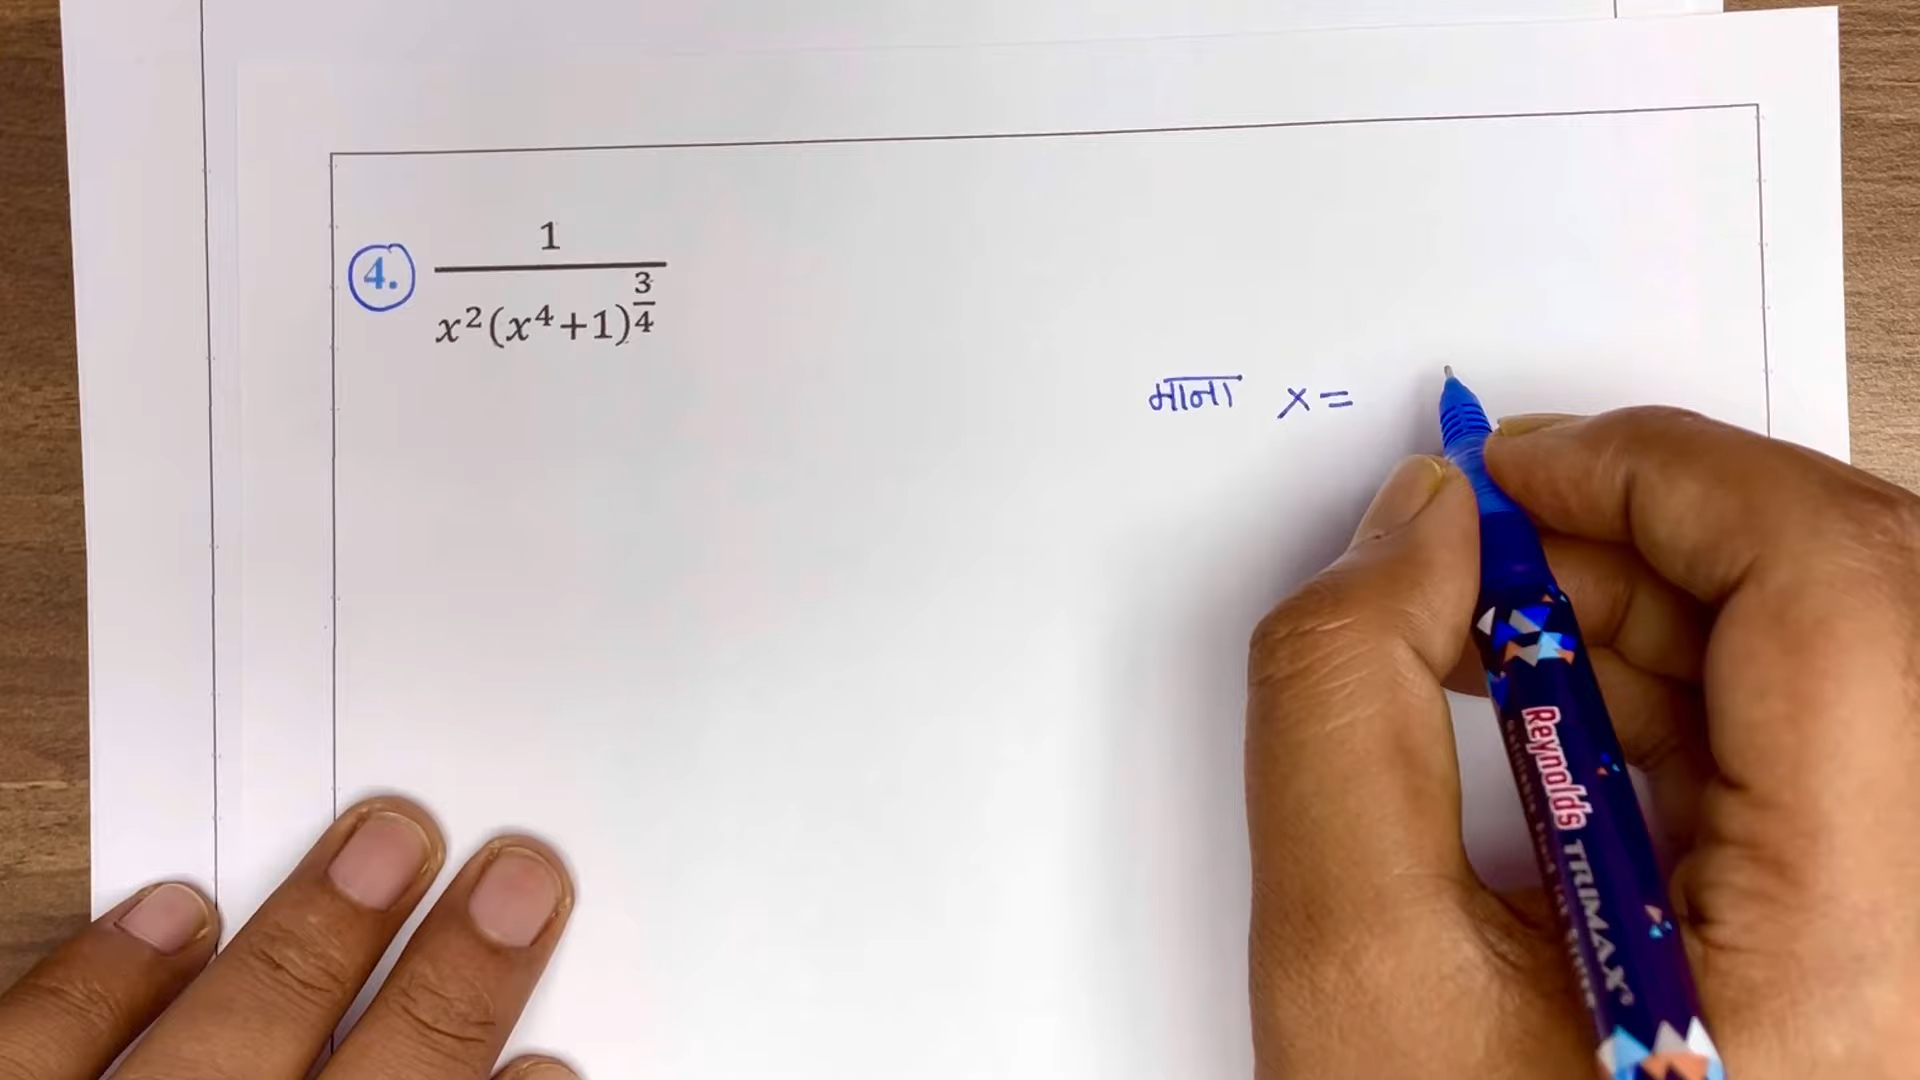 4. 1/(x²(x⁴+1)^(3/4))
माना x =
Reynolds TRIMAX®